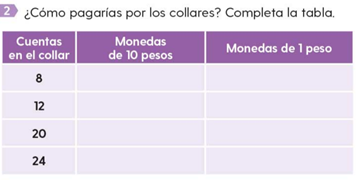 2 ¿Cómo pagarías por los collares? Completa la tabla.
Cuentas en el collar
Monedas de 10 pesos
Monedas de 1 peso
8
12
20
24